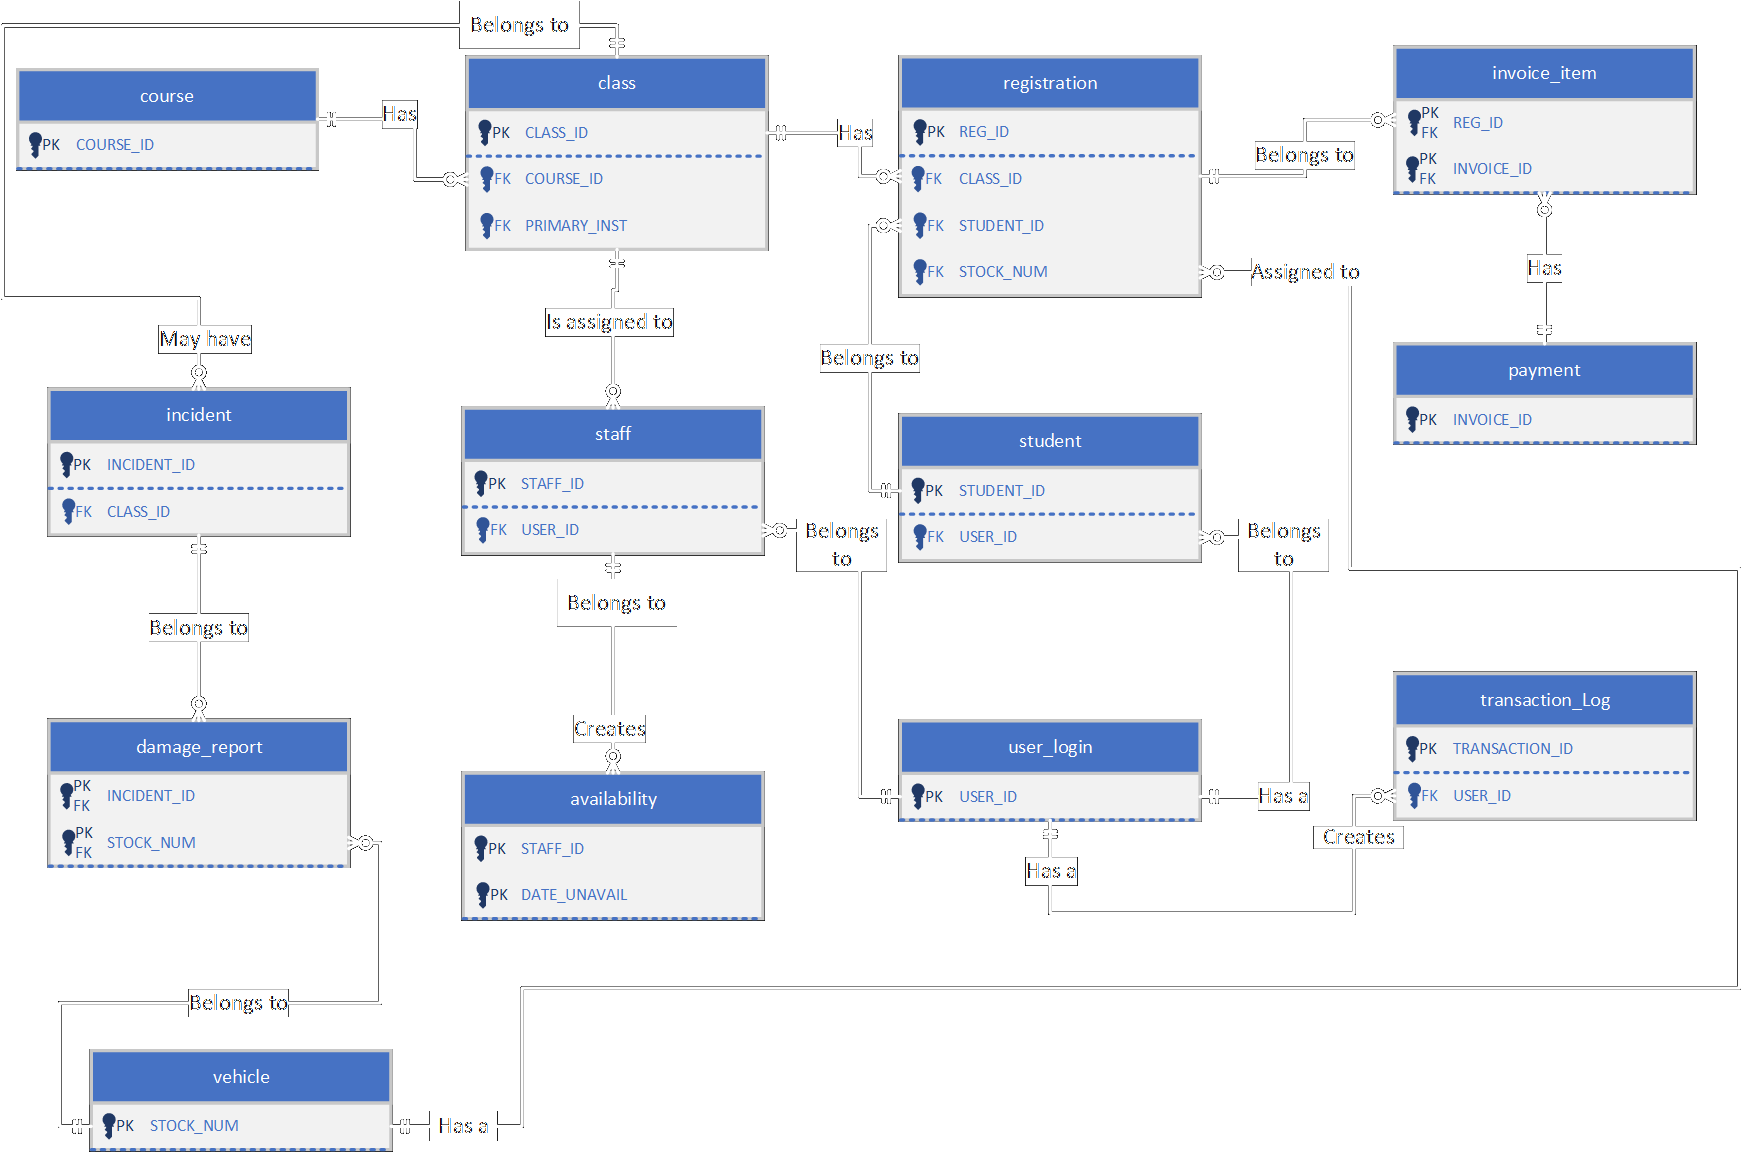 Belongs to
course
PK COURSE_ID
Has
class
PK CLASS_ID
FK COURSE_ID
FK PRIMARY_INST
Has
registration
PK REG_ID
FK CLASS_ID
FK STUDENT_ID
FK STOCK_NUM
Belongs to
invoice_item
PK
FK REG_ID
PK
FK INVOICE_ID
Assigned to
Has
May have
Is assigned to
Belongs to
payment
PK INVOICE_ID
incident
PK INCIDENT_ID
FK CLASS_ID
staff
PK STAFF_ID
FK USER_ID
student
PK STUDENT_ID
FK USER_ID
Belongs
to
Belongs
to
Belongs to
Belongs to
Creates
damage_report
PK
FK INCIDENT_ID
PK
FK STOCK_NUM
availability
PK STAFF_ID
PK DATE_UNAVAIL
user_login
PK USER_ID
Has a
Has a
transaction_Log
PK TRANSACTION_ID
FK USER_ID
Creates
Belongs to
vehicle
PK STOCK_NUM
Has a